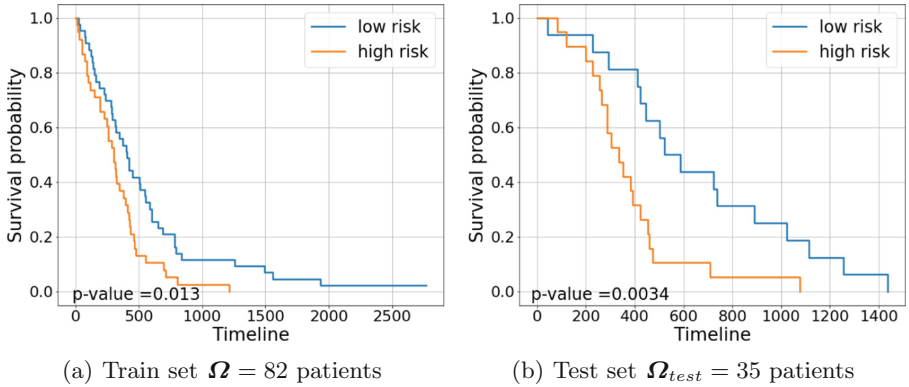 low risk
high risk
Survival probability
1.0
0.8
0.6
0.4
0.2
0.0
p-value =0.013
0 500 1000 1500 2000 2500
Timeline
(a) Train set Ω = 82 patients
low risk
high risk
Survival probability
1.0
0.8
0.6
0.4
0.2
0.0
p-value =0.0034
0 200 400 600 800 1000 1200 1400
Timeline
(b) Test set Ωtest = 35 patients